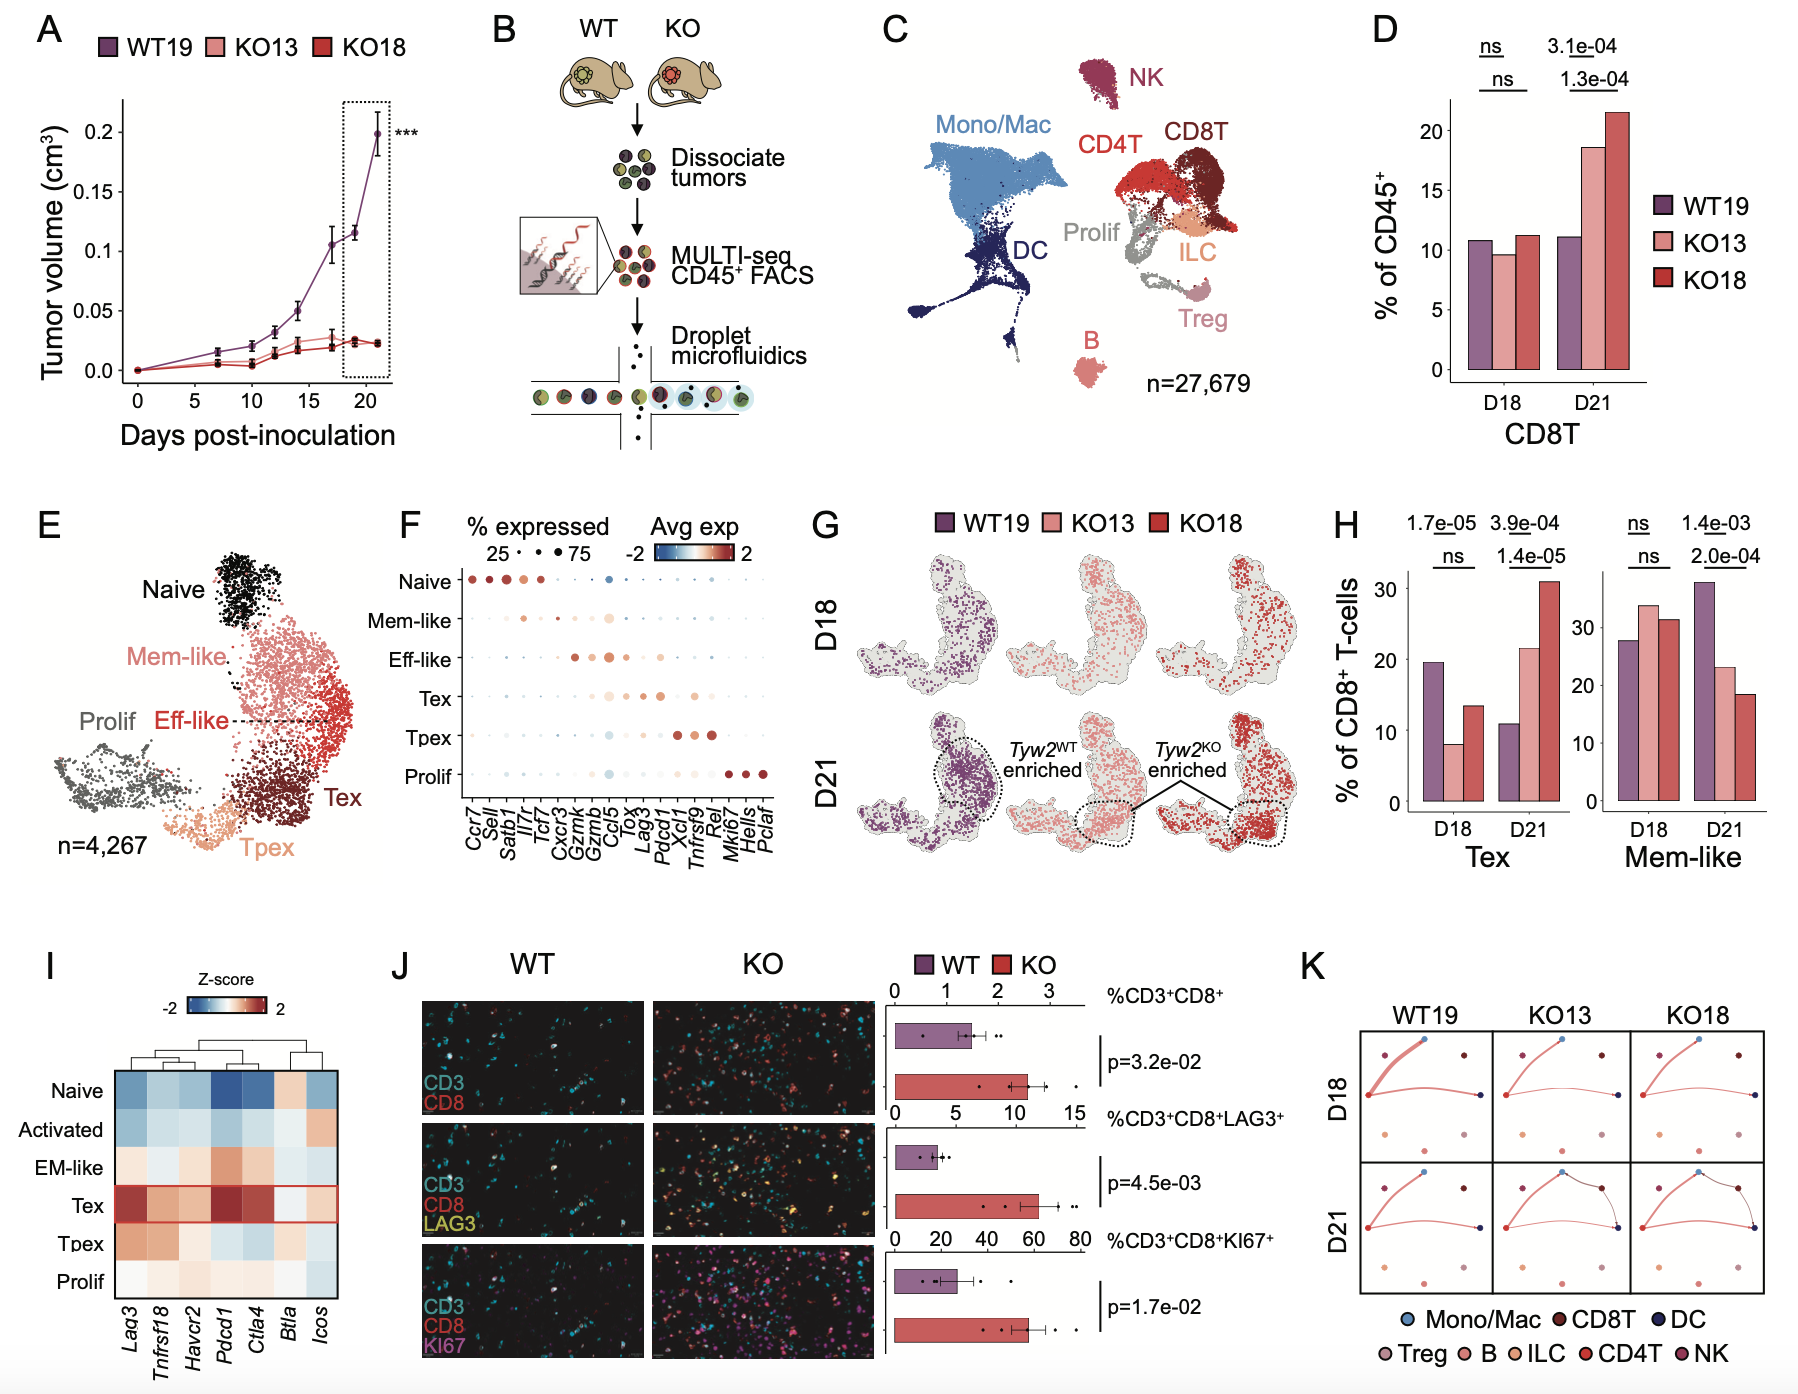 A
WT19 KO13 KO18
Tumor volume (cm³)
0.2
0.15
0.1
0.05
0.0
***
0 5 10 15 20
Days post-inoculation
B
WT KO
Dissociate
tumors
MULTI-seq
CD45⁺ FACS
Droplet
microfluidics
C
NK
Mono/Mac
CD4T
CD8T
Prolif
DC
ILC
Treg
B
n=27,679
D
ns 3.1e-04
ns 1.3e-04
% of CD45⁺
20
15
10
5
0
D18 D21
CD8T
WT19
KO13
KO18
E
Naive
Mem-like
Prolif
Eff-like
Tex
Tpex
n=4,267
F
% expressed
25 75
Avg exp
-2 2
Naive
Mem-like
Eff-like
Tex
Tpex
Prolif
Ccr7 Sell Satb1 Il7r Tcf7 Cxcr3 Gzmk Gzmb Ccl5 Tox Lag3 Pdcd1 Xcl1 Tnfrsf9 Rel Mki67 Hells Pclaf
G
WT19 KO13 KO18
D18
D21
Tyw2ᵂᵀ
enriched
Tyw2ᴷᴼ
enriched
H
1.7e-05 3.9e-04 ns 1.4e-03
ns 1.4e-05 ns 2.0e-04
% of CD8⁺ T-cells
30
20
10
0
D18 D21
Tex
30
20
10
0
D18 D21
Mem-like
I
Z-score
-2 2
Naive
Activated
EM-like
Tex
Tpex
Prolif
Lag3 Tnfrsf18 Havcr2 Pdcd1 Ctla4 Btla Icos
J
WT KO
CD3
CD8
CD3
CD8
LAG3
CD3
CD8
KI67
WT KO
0 1 2 3
%CD3⁺CD8⁺
p=3.2e-02
0 5 10 15
%CD3⁺CD8⁺LAG3⁺
p=4.5e-03
0 20 40 60 80
%CD3⁺CD8⁺KI67⁺
p=1.7e-02
K
WT19 KO13 KO18
D18
D21
Mono/Mac CD8T DC
Treg B ILC CD4T NK